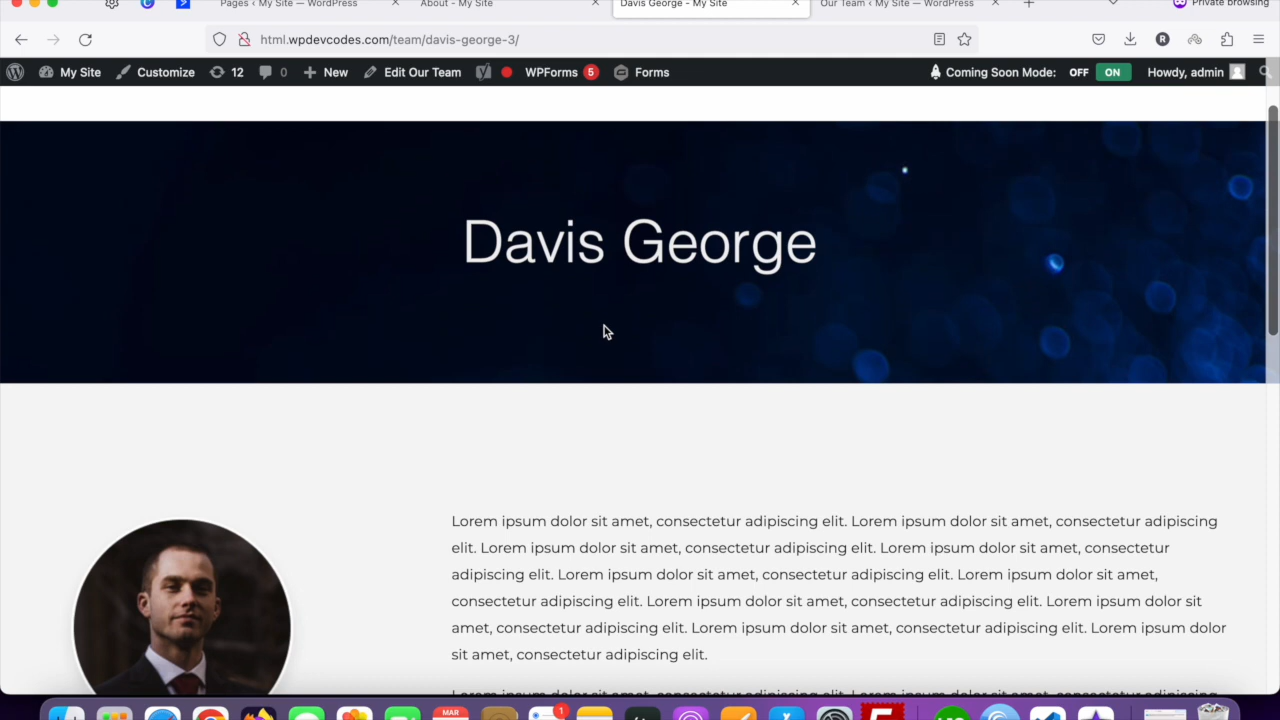 Pages ‹ My Site — WordPress
About - My Site
Davis George - My Site
Our Team ‹ My Site — WordPress
Private browsing
html.wpdevcodes.com/team/davis-george-3/
My Site
Customize
12
0
New
Edit Our Team
WPForms 5
Forms
Coming Soon Mode: OFF ON
Howdy, admin
Davis George
Lorem ipsum dolor sit amet, consectetur adipiscing elit. Lorem ipsum dolor sit amet, consectetur adipiscing
elit. Lorem ipsum dolor sit amet, consectetur adipiscing elit. Lorem ipsum dolor sit amet, consectetur
adipiscing elit. Lorem ipsum dolor sit amet, consectetur adipiscing elit. Lorem ipsum dolor sit amet,
consectetur adipiscing elit. Lorem ipsum dolor sit amet, consectetur adipiscing elit. Lorem ipsum dolor sit
amet, consectetur adipiscing elit. Lorem ipsum dolor sit amet, consectetur adipiscing elit. Lorem ipsum dolor
sit amet, consectetur adipiscing elit.
MAR
1